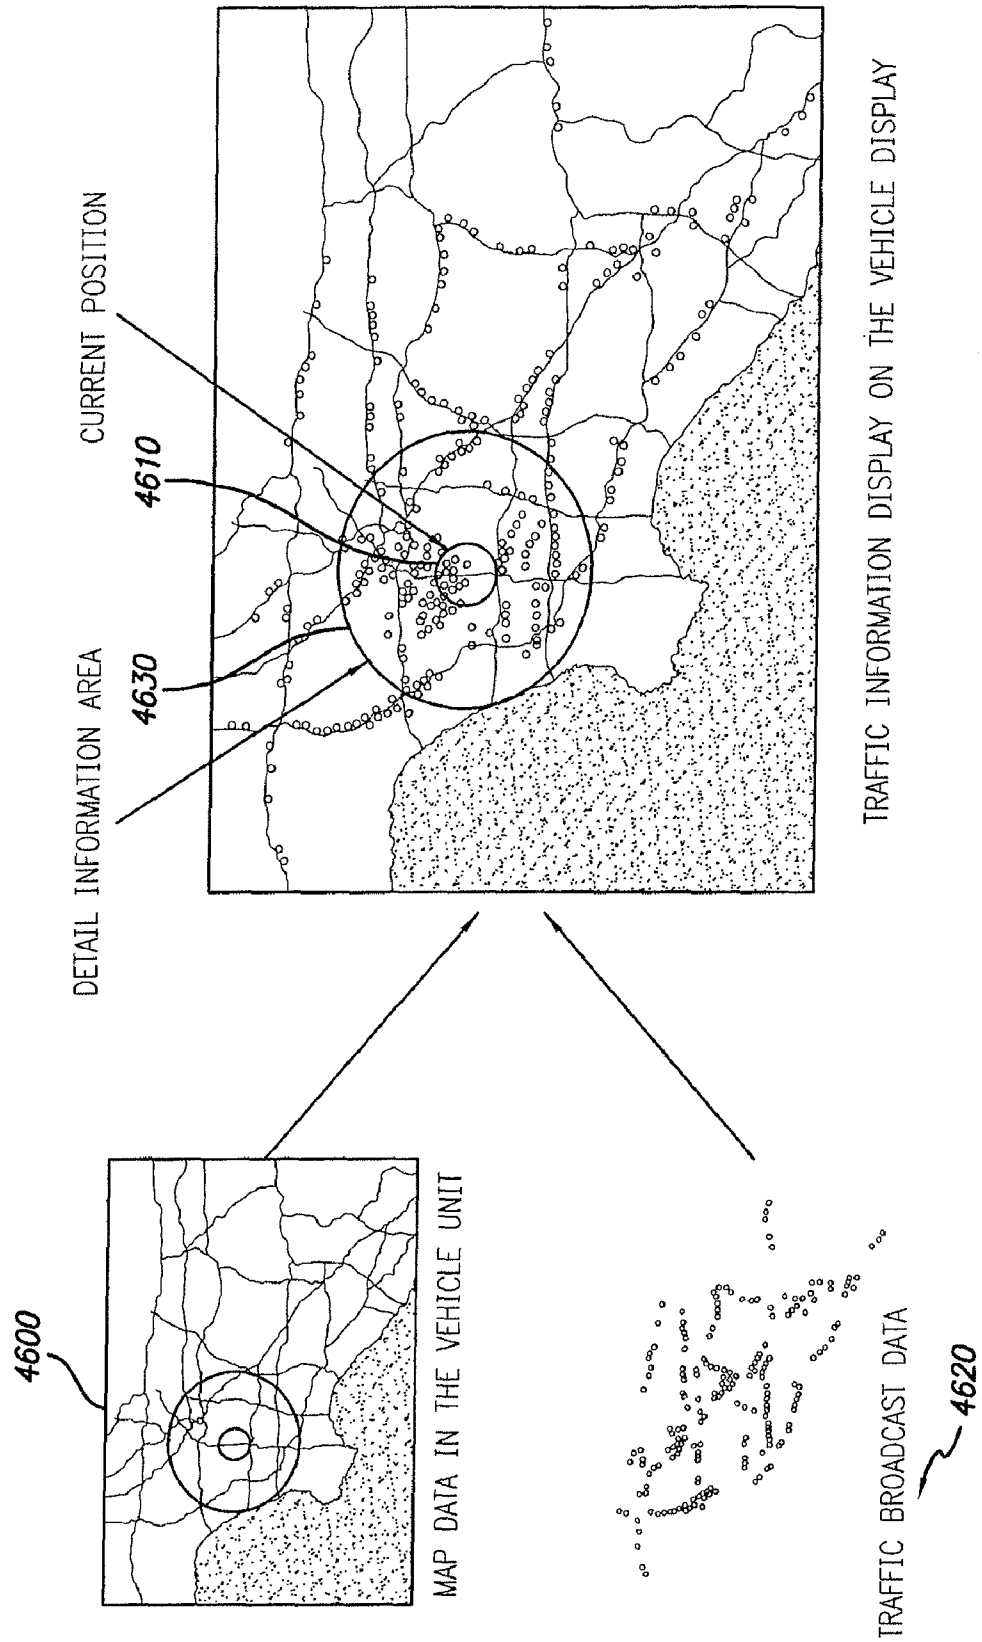 4600
MAP DATA IN THE VEHICLE UNIT
TRAFFIC BROADCAST DATA
4620
DETAIL INFORMATION AREA
4630
4610
CURRENT POSITION
TRAFFIC INFORMATION DISPLAY ON THE VEHICLE DISPLAY